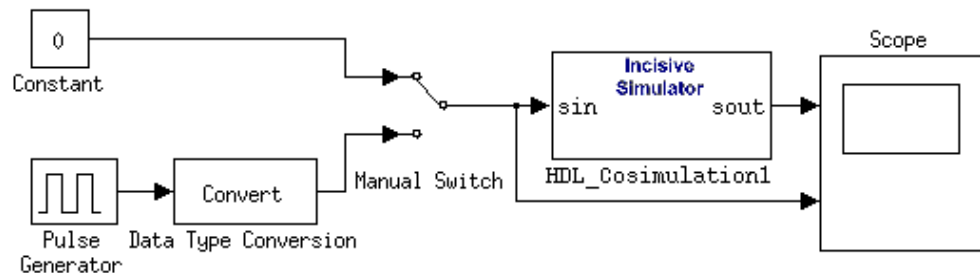 0
Constant
Pulse
Generator
Convert
Data Type Conversion
Manual Switch
Incisive
Simulator
sin
sout
HDL_Cosimulation1
Scope